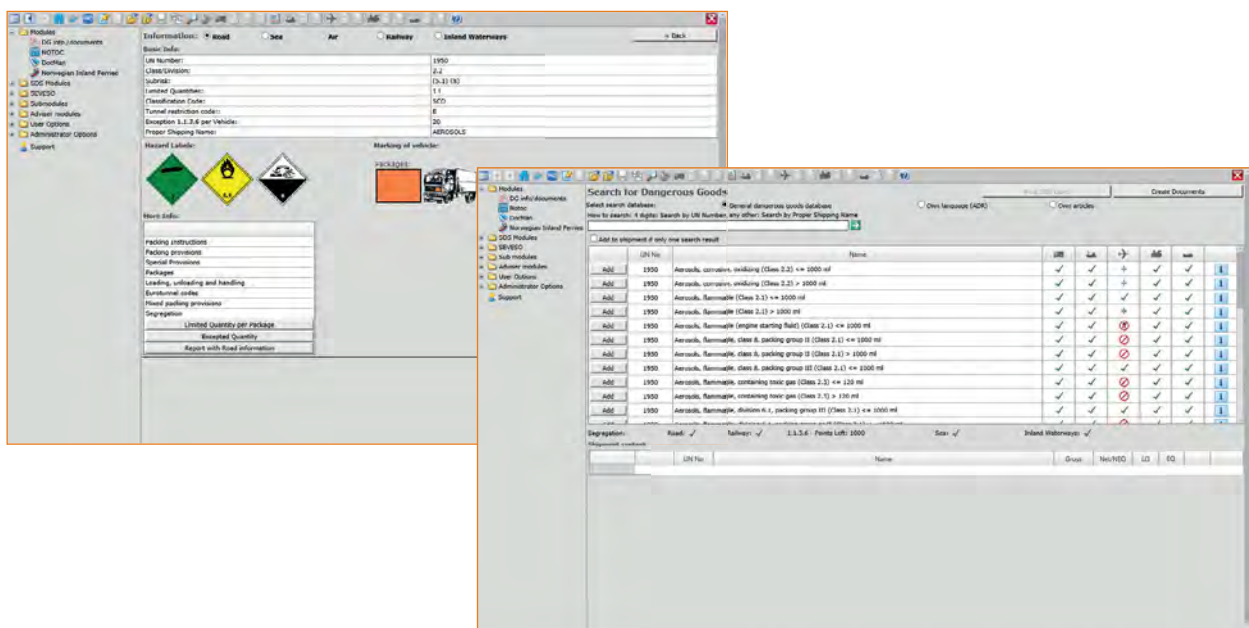 Modules
DG info/documents
NOTOC
DocMan
Norwegian Inland Ferries
SDS Modules
SEVESO
Submodules
Adviser modules
User Options
Administrator Options
Support
Information: Road Sea Air Railway Inland Waterways
Back
Basic Info:
UN Number: 1950
Class/Division: 2.2
Subrisk: (5.1) (8)
Limited Quantities:
Classification Code: 5CO
Tunnel restriction code: E
Exception 1.1.3.6 per Vehicle: 20
Proper Shipping Name: AEROSOLS
Hazard Labels: Marking of vehicle:
PACKAGES:
More Info:
Packing instructions
Packing provisions
Special Provisions
Packages
Loading, unloading and handling
Eurotunnel codes
Mixed packing provisions
Segregation
Limited Quantity per Package
Excepted Quantity
Report with Road information
Modules
DG info/documents
Notoc
DocMan
Norwegian Inland Ferries
SDS Modules
SEVESO
Sub modules
Adviser modules
User Options
Administrator Options
Support
Search for Dangerous Goods
Create Documents
Select search database: General dangerous goods database Own language (ADR) Own articles
How to search: 4 digits: Search by UN Number, any other: Search by Proper Shipping Name
Add to shipment if only one search result
UN No Name
Add 1950 Aerosols, corrosive, oxidizing (Class 2.2) <= 1000 ml
Add 1950 Aerosols, corrosive, oxidizing (Class 2.2) > 1000 ml
Add 1950 Aerosols, flammable (Class 2.1) <= 1000 ml
Add 1950 Aerosols, flammable (Class 2.1) > 1000 ml
Add 1950 Aerosols, flammable (engine starting fluid) (Class 2.1) <= 1000 ml
Add 1950 Aerosols, flammable, class 8, packing group II (Class 2.1) <= 1000 ml
Add 1950 Aerosols, flammable, class 8, packing group II (Class 2.1) > 1000 ml
Add 1950 Aerosols, flammable, class 8, packing group III (Class 2.1) <= 1000 ml
Add 1950 Aerosols, flammable, containing toxic gas (Class 2.3) <= 120 ml
Add 1950 Aerosols, flammable, containing toxic gas (Class 2.3) > 120 ml
Add 1950 Aerosols, flammable, division 6.1, packing group III (Class 2.1) <= 1000 ml
Segregation: Road: Railway: 1.1.3.6 - Points Left: 1000 Sea: Inland Waterways:
Shipment content
UN No Name Gross Net/NEQ LQ EQ